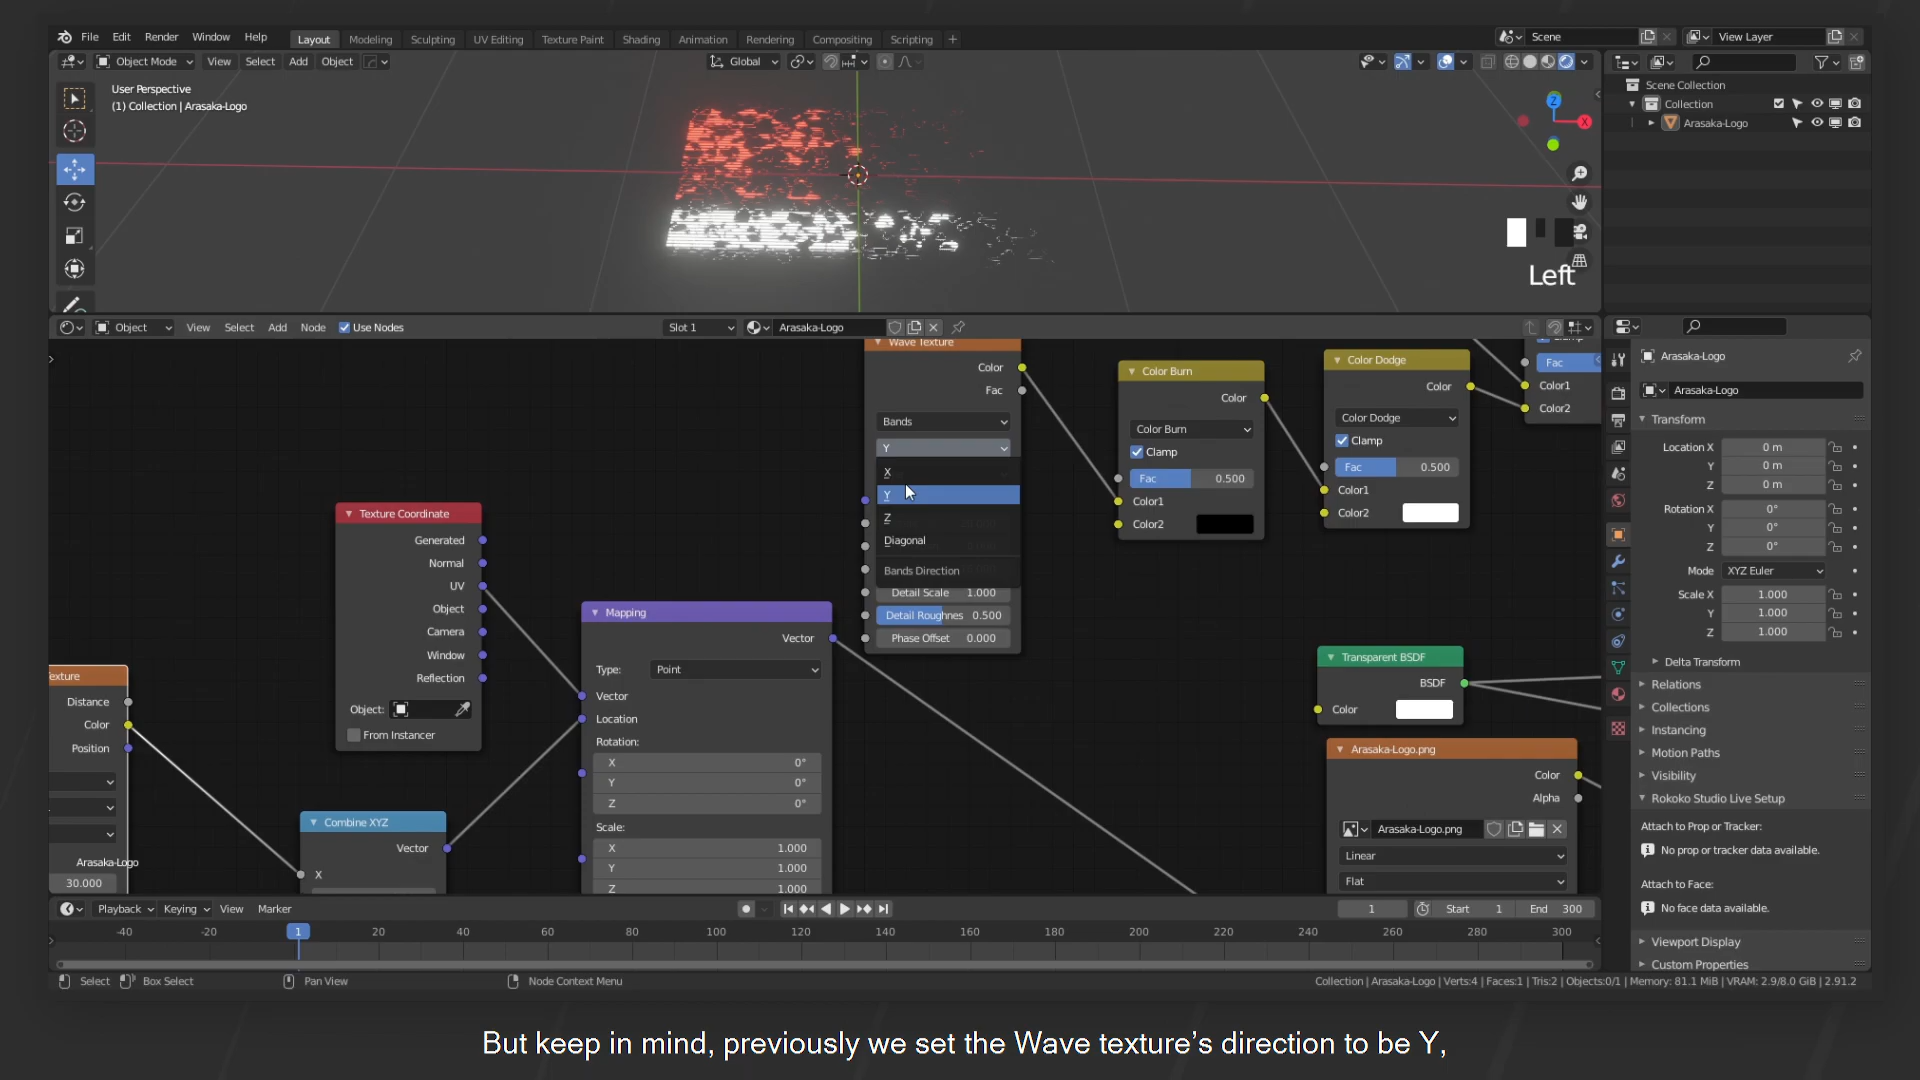 File Edit Render Window Help Layout Modeling Sculpting UV Editing Texture Paint Shading Animation Rendering Compositing Scripting + Scene View Layer
Object Mode View Select Add Object Global
User Perspective
(1) Collection | Arasaka-Logo
Z
X
Left
Scene Collection
Collection
Arasaka-Logo
Object View Select Add Node Use Nodes Slot 1 Arasaka-Logo
Wave Texture
Color
Fac
Bands
Y
X
Y
Z
Diagonal
Bands Direction
Detail Scale 1.000
Detail Roughnes 0.500
Phase Offset 0.000
Color Burn
Color
Color Burn
Clamp
Fac 0.500
Color1
Color2
Color Dodge
Color
Color Dodge
Clamp
Fac 0.500
Color1
Color2
Fac
Color1
Color2
Texture Coordinate
Generated
Normal
UV
Object
Camera
Window
Reflection
Object:
From Instancer
Mapping
Vector
Type: Point
Vector
Location
Rotation:
X 0°
Y 0°
Z 0°
Scale:
X 1.000
Y 1.000
Z 1.000
exture
Distance
Color
Position
Arasaka-Logo
30.000
Combine XYZ
Vector
X
Transparent BSDF
BSDF
Color
Arasaka-Logo.png
Color
Alpha
Arasaka-Logo.png
Linear
Flat
Arasaka-Logo
Arasaka-Logo
Transform
Location X 0 m
Y 0 m
Z 0 m
Rotation X 0°
Y 0°
Z 0°
Mode XYZ Euler
Scale X 1.000
Y 1.000
Z 1.000
Delta Transform
Relations
Collections
Instancing
Motion Paths
Visibility
Rokoko Studio Live Setup
Attach to Prop or Tracker:
No prop or tracker data available.
Attach to Face:
No face data available.
Viewport Display
Custom Properties
Playback Keying View Marker 1 Start 1 End 300
-40 -20 1 20 40 60 80 100 120 140 160 180 200 220 240 260 280 300
Select Box Select Pan View Node Context Menu Collection | Arasaka-Logo | Verts:4 | Faces:1 | Tris:2 | Objects:0/1 | Memory: 81.1 MiB | VRAM: 2.9/8.0 GiB | 2.91.2
But keep in mind, previously we set the Wave texture’s direction to be Y,